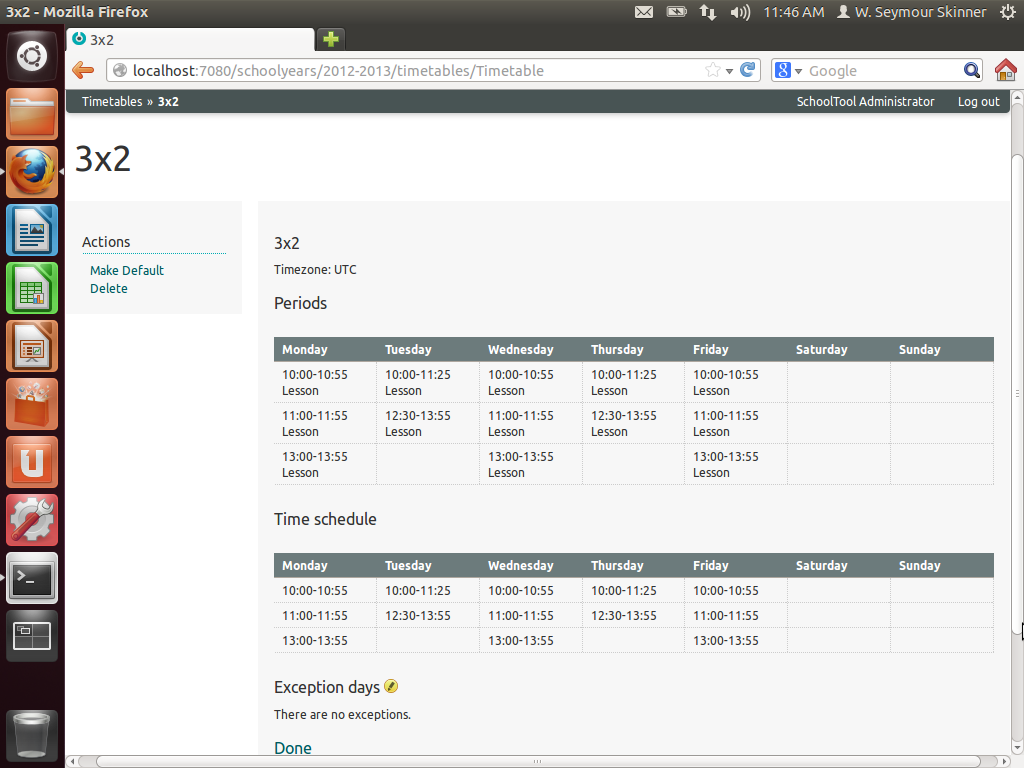 3x2 - Mozilla Firefox
11:46 AM
W. Seymour Skinner
3x2
localhost:7080/schoolyears/2012-2013/timetables/Timetable
8
Google
Timetables » 3x2
SchoolTool Administrator
Log out
3x2
Actions
Make Default
Delete
3x2
Timezone: UTC
Periods
Monday Tuesday Wednesday Thursday Friday Saturday Sunday
10:00-10:55 10:00-11:25 10:00-10:55 10:00-11:25 10:00-10:55
Lesson Lesson Lesson Lesson Lesson
11:00-11:55 12:30-13:55 11:00-11:55 12:30-13:55 11:00-11:55
Lesson Lesson Lesson Lesson Lesson
13:00-13:55 13:00-13:55 13:00-13:55
Lesson Lesson Lesson
Time schedule
Monday Tuesday Wednesday Thursday Friday Saturday Sunday
10:00-10:55 10:00-11:25 10:00-10:55 10:00-11:25 10:00-10:55
11:00-11:55 12:30-13:55 11:00-11:55 12:30-13:55 11:00-11:55
13:00-13:55 13:00-13:55 13:00-13:55
Exception days
There are no exceptions.
Done